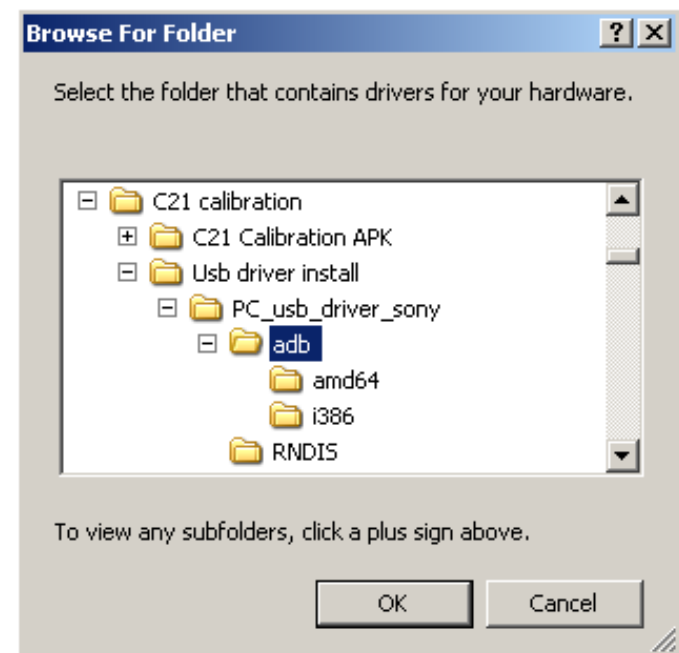 Browse For Folder
Select the folder that contains drivers for your hardware.
C21 calibration
C21 Calibration APK
Usb driver install
PC_usb_driver_sony
adb
amd64
i386
RNDIS
To view any subfolders, click a plus sign above.
OK Cancel